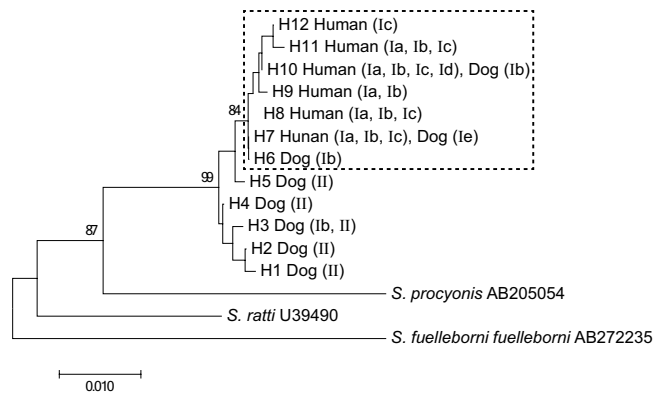 H12 Human (Ic)
H11 Human (Ia, Ib, Ic)
H10 Human (Ia, Ib, Ic, Id), Dog (Ib)
H9 Human (Ia, Ib)
84
H8 Human (Ia, Ib, Ic)
H7 Hunan (Ia, Ib, Ic), Dog (Ie)
H6 Dog (Ib)
99
H5 Dog (II)
H4 Dog (II)
87
H3 Dog (Ib, II)
H2 Dog (II)
H1 Dog (II)
S. procyonis AB205054
S. ratti U39490
S. fuelleborni fuelleborni AB272235
0.010